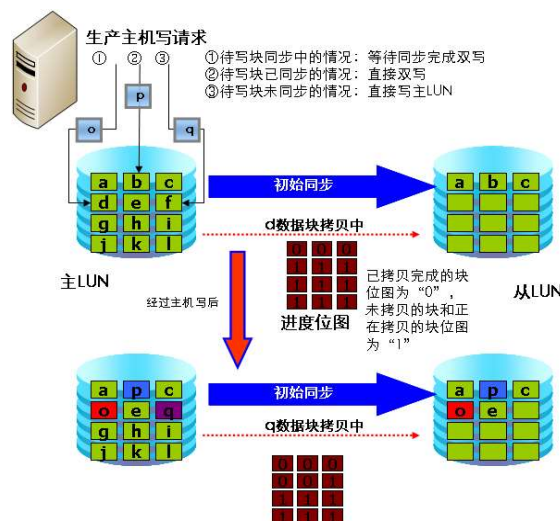 生产主机写请求
① ② ③
①待写块同步中的情况：等待同步完成双写
②待写块已同步的情况：直接双写
③待写块未同步的情况：直接写主LUN
p
o
q
a b c
d e f
g h i
j k l
初始同步
a b c
d数据块拷贝中
主LUN
从LUN
0 0 0
1 1 1
1 1 1
1 1 1
进度位图
已拷贝完成的块
位图为“0”，
未拷贝的块和正
在拷贝的块位图
为“1”
经过主机写后
a p c
o e q
g h i
j k l
初始同步
a p c
o e
q数据块拷贝中
0 0 0
0 0 1
1 1 1
1 1 1